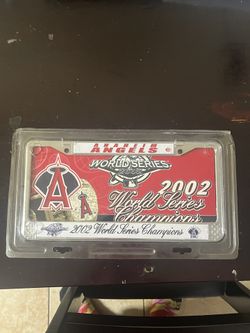 ANAHEIM
ANGELS
WORLD SERIES
2002
World Series
Champions
A
A
2002 World Series Champions